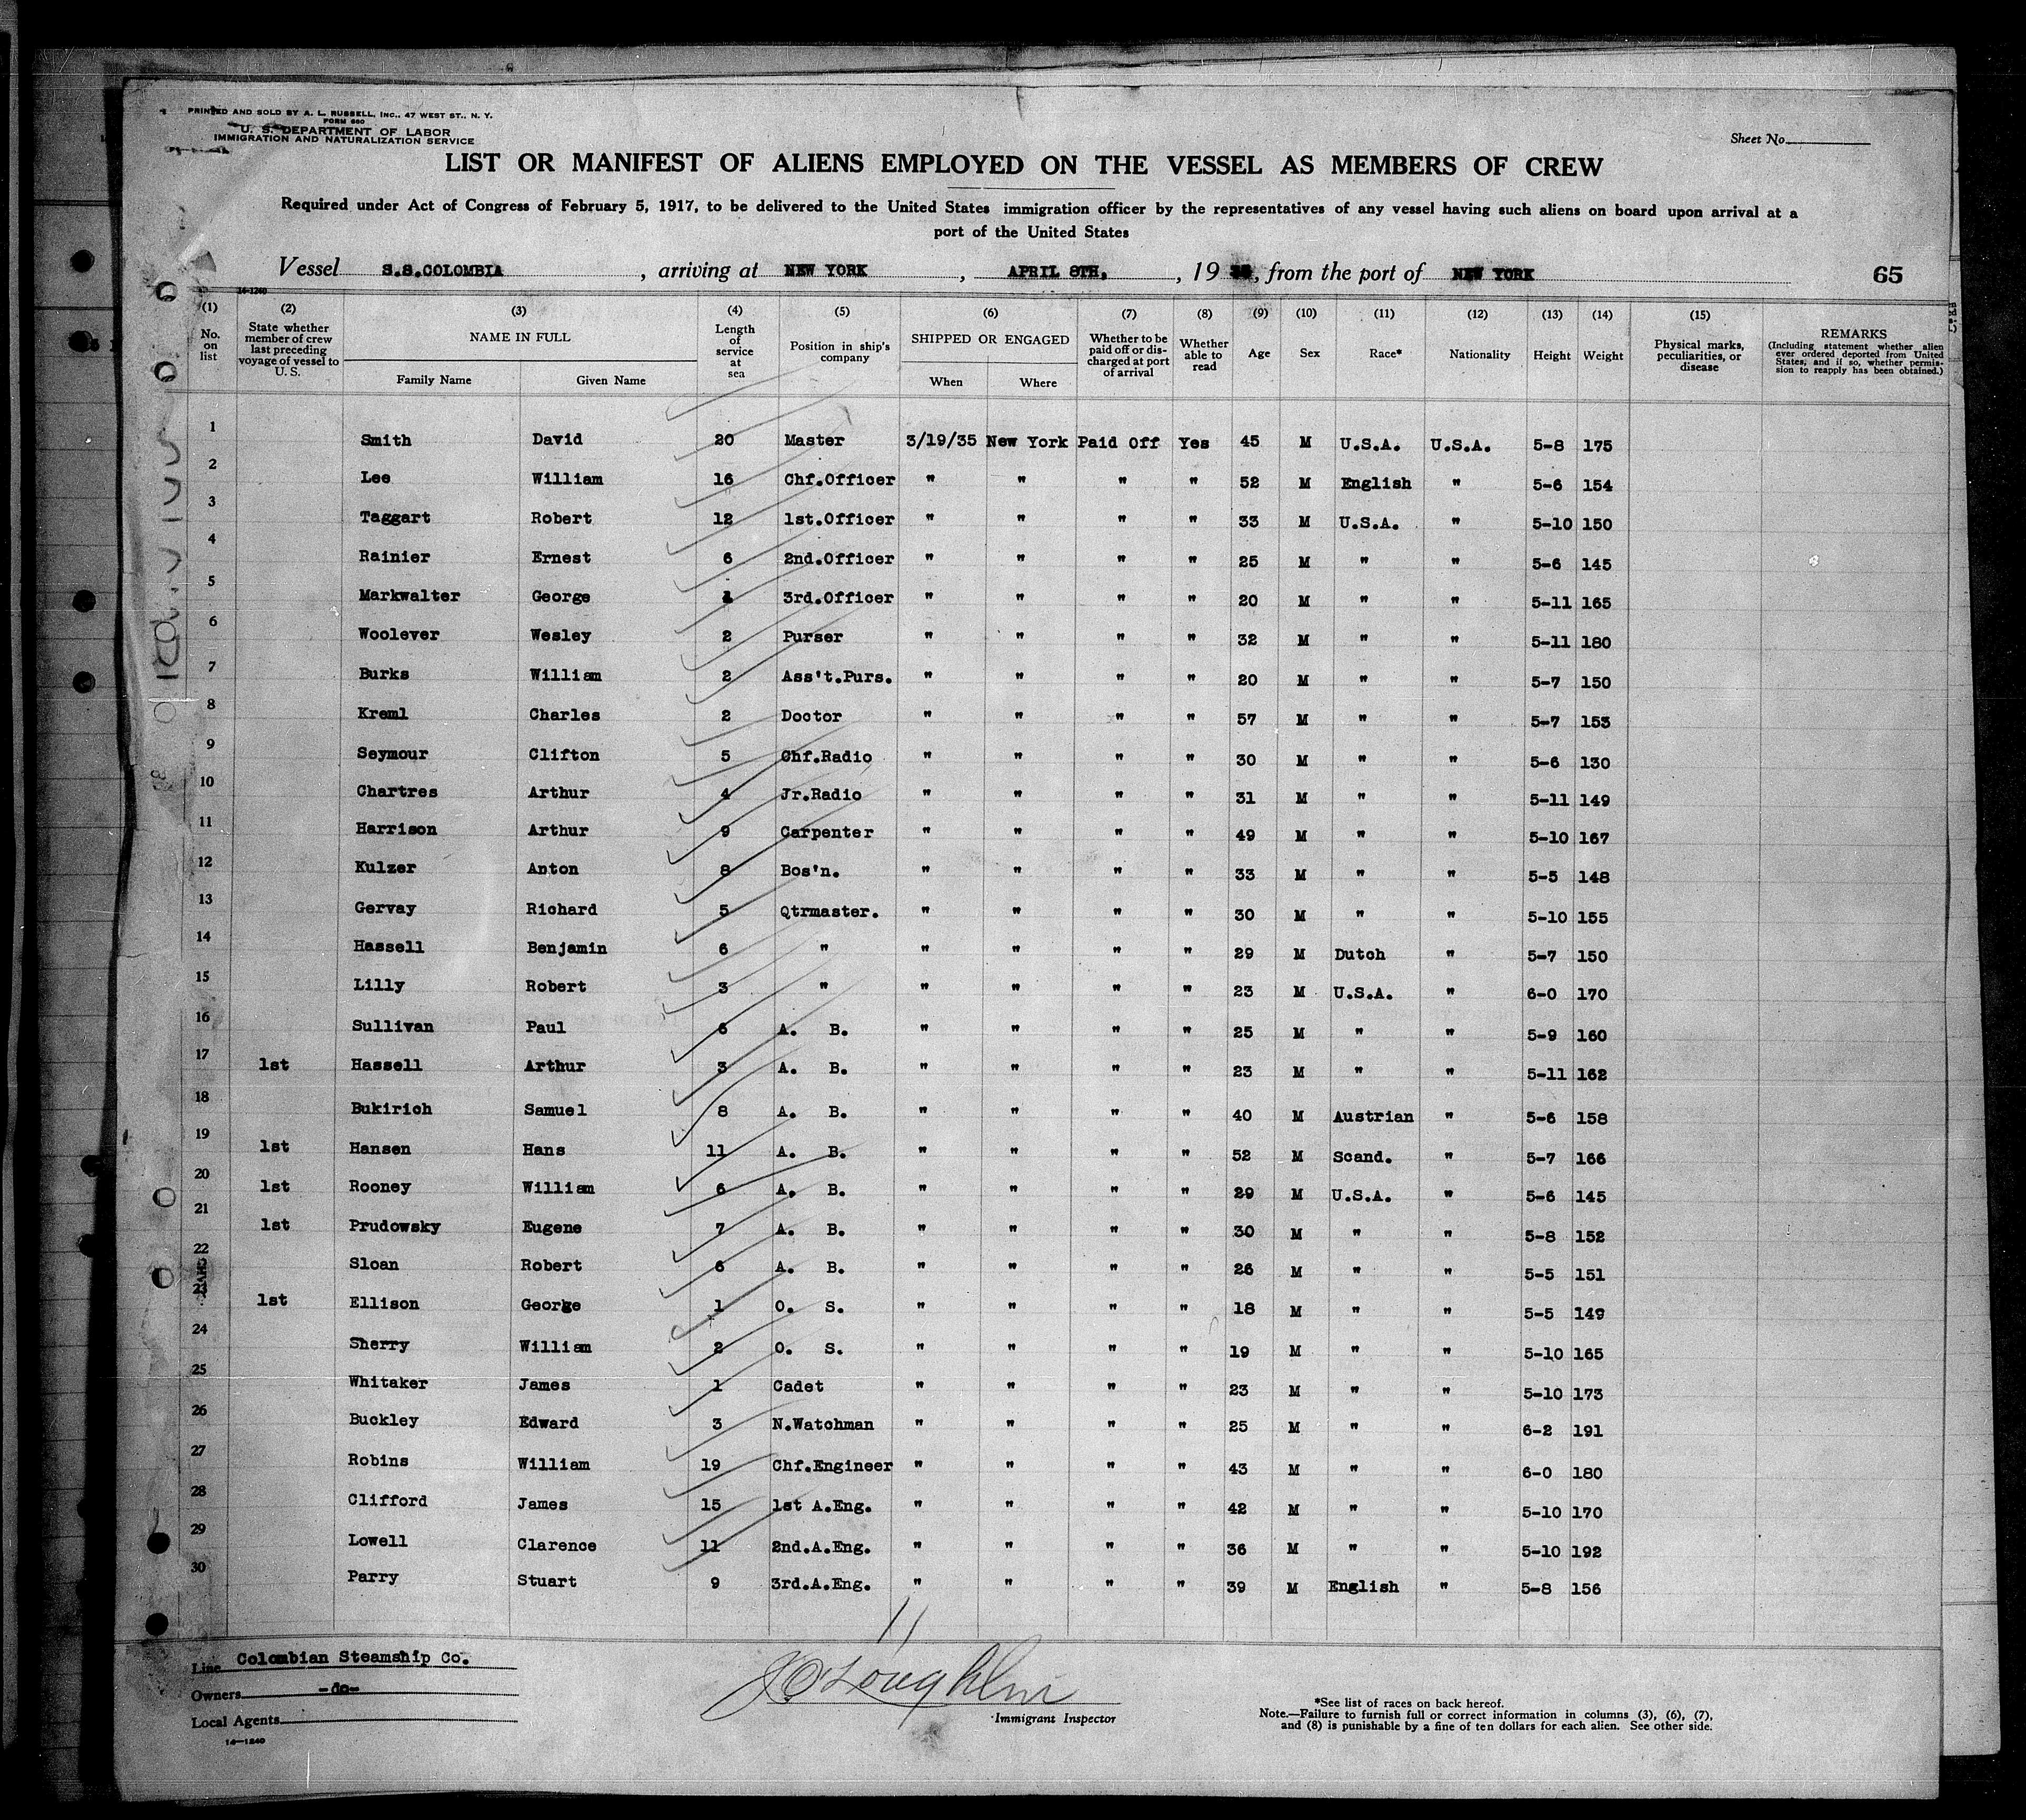 PRINTED AND SOLD BY A. L. RUSSELL, INC., 47 WEST ST., N. Y.
FORM 660
U. S. DEPARTMENT OF LABOR
IMMIGRATION AND NATURALIZATION SERVICE
Sheet No.
LIST OR MANIFEST OF ALIENS EMPLOYED ON THE VESSEL AS MEMBERS OF CREW
Required under Act of Congress of February 5, 1917, to be delivered to the United States immigration officer by the representatives of any vessel having such aliens on board upon arrival at a
port of the United States
Vessel S.S.COLOMBIA, arriving at NEW YORK, APRIL 8TH, 19, from the port of NEW YORK 65
14-1240
(1) No. on list (2) State whether member of crew last preceding voyage of vessel to U. S. (3) NAME IN FULL Family Name Given Name (4) Length of service at sea (5) Position in ship's company (6) SHIPPED OR ENGAGED When Where (7) Whether to be paid off or discharged at port of arrival (8) Whether able to read (9) Age (10) Sex (11) Race* (12) Nationality (13) Height (14) Weight (15) Physical marks, peculiarities, or disease REMARKS (Including statement whether alien ever ordered deported from United States, and if so, whether permission to reapply has been obtained.)
1 Smith David 20 Master 3/19/35 New York Paid Off Yes 45 M U.S.A. U.S.A. 5-8 175
2 Lee William 16 Chf.Officer " " " " 52 M English " 5-6 154
3 Taggart Robert 12 1st.Officer " " " " 33 M U.S.A. " 5-10 150
4 Rainier Ernest 6 2nd.Officer " " " " 25 M " " 5-6 145
5 Markwalter George 1 3rd.Officer " " " " 20 M " " 5-11 165
6 Woolever Wesley 2 Purser " " " " 32 M " " 5-11 180
7 Burks William 2 Ass't.Purs. " " " " 20 M " " 5-7 150
8 Kreml Charles 2 Doctor " " " " 57 M " " 5-7 153
9 Seymour Clifton 5 Chf.Radio " " " " 30 M " " 5-6 130
10 Chartres Arthur 4 Jr.Radio " " " " 31 M " " 5-11 149
11 Harrison Arthur 9 Carpenter " " " " 49 M " " 5-10 167
12 Kulzer Anton 8 Bos'n. " " " " 33 M " " 5-5 148
13 Gervay Richard 5 Qtrmaster. " " " " 30 M " " 5-10 155
14 Hassell Benjamin 6 " " " " " 29 M Dutch " 5-7 150
15 Lilly Robert 3 " " " " " 23 M U.S.A. " 6-0 170
16 Sullivan Paul 6 A. B. " " " " 25 M " " 5-9 160
17 1st Hassell Arthur 3 A. B. " " " " 23 M " " 5-11 162
18 Bukirich Samuel 8 A. B. " " " " 40 M Austrian " 5-6 158
19 1st Hansen Hans 11 A. B. " " " " 52 M Scand. " 5-7 166
20 1st Rooney William 6 A. B. " " " " 29 M U.S.A. " 5-6 145
21 1st Prudowsky Eugene 7 A. B. " " " " 30 M " " 5-8 152
22 Sloan Robert 6 A. B. " " " " 26 M " " 5-5 151
23 1st Ellison George 1 O. S. " " " " 18 M " " 5-5 149
24 Sherry William 2 O. S. " " " " 19 M " " 5-10 165
25 Whitaker James 1 Cadet " " " " 23 M " " 5-10 173
26 Buckley Edward 3 N.Watchman " " " " 25 M " " 6-2 191
27 Robins William 19 Chf.Engineer " " " " 43 M " " 6-0 180
28 Clifford James 15 1st A.Eng. " " " " 42 M " " 5-10 170
29 Lowell Clarence 11 2nd.A.Eng. " " " " 36 M " " 5-10 192
30 Parry Stuart 9 3rd.A.Eng. " " " " 39 M English " 5-8 156
Line Colombian Steamship Co.
Owners -do-
Local Agents
14-1240
J O'Loughlin
Immigrant Inspector
*See list of races on back hereof.
Note.—Failure to furnish full or correct information in columns (3), (6), (7),
and (8) is punishable by a fine of ten dollars for each alien. See other side.